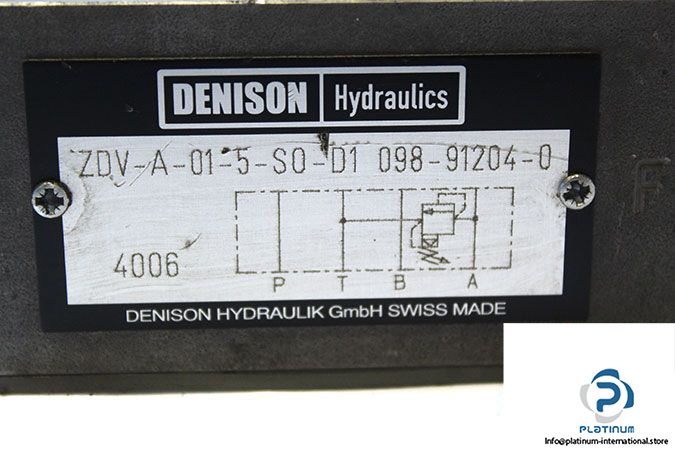 DENISON Hydraulics
ZDV-A-01-5-S0-D1 098-91204-0
F
4006
P T B A
DENISON HYDRAULIK GmbH SWISS MADE
PLATINUM
Info@platinum-international.store